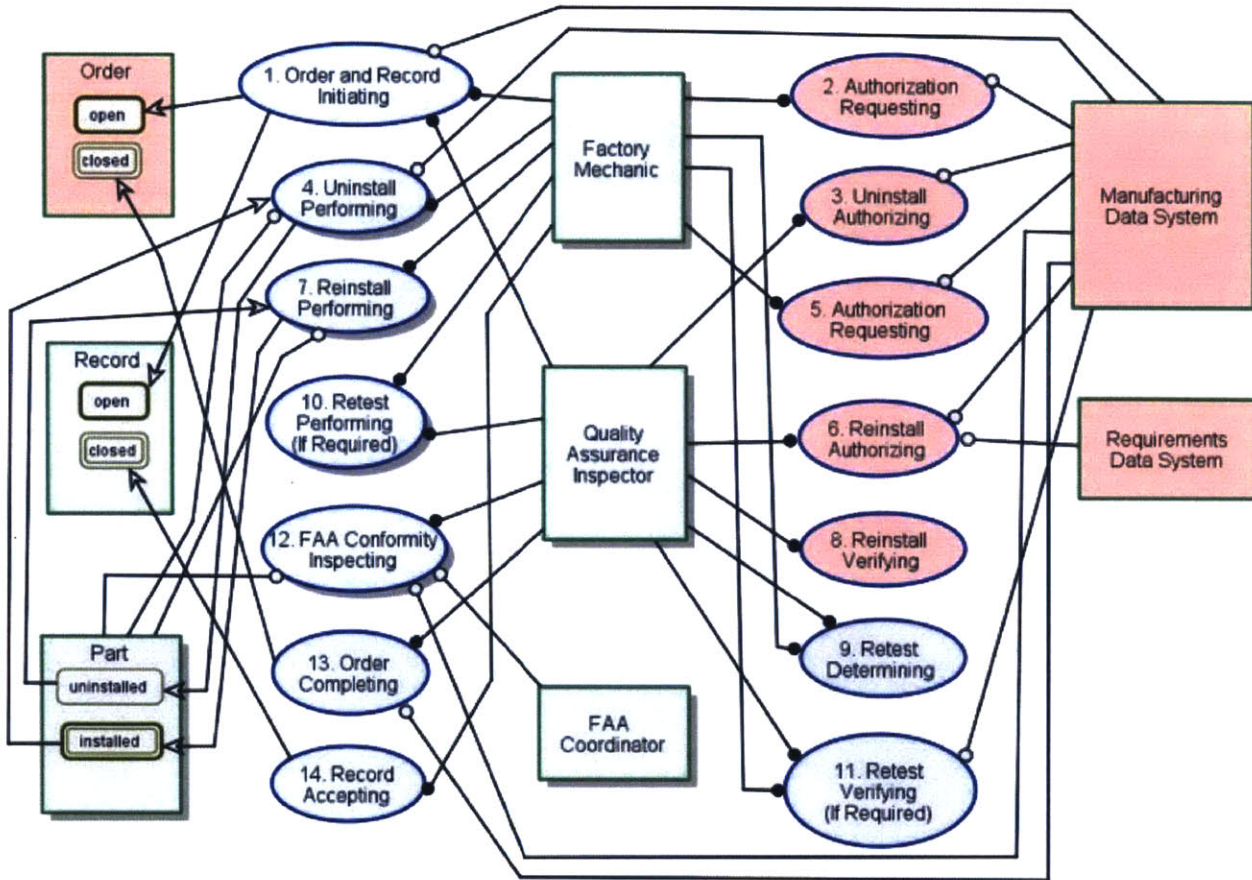 Order
open
closed
1. Order and Record
Initiating
4. Uninstall
Performing
7. Reinstall
Performing
Record
open
closed
10. Retest
Performing
(If Required)
12. FAA Conformity
Inspecting
Part
uninstalled
installed
13. Order
Completing
14. Record
Accepting
Factory
Mechanic
Quality
Assurance
Inspector
FAA
Coordinator
2. Authorization
Requesting
3. Uninstall
Authorizing
5. Authorization
Requesting
6. Reinstall
Authorizing
8. Reinstall
Verifying
9. Retest
Determining
11. Retest
Verifying
(If Required)
Manufacturing
Data System
Requirements
Data System